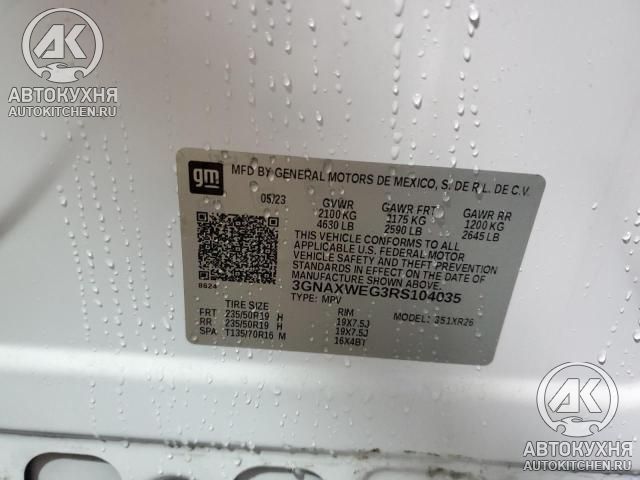 AK
АВТОКУХНЯ
AUTOKITCHEN.RU
gm
MFD BY GENERAL MOTORS DE MEXICO, S. DE R.L. DE C.V.
05/23 GVWR GAWR FRT GAWR RR
2100 KG 1175 KG 1200 KG
4630 LB 2590 LB 2645 LB
THIS VEHICLE CONFORMS TO ALL
APPLICABLE U.S. FEDERAL MOTOR
VEHICLE SAFETY AND THEFT PREVENTION
STANDARDS IN EFFECT ON THE DATE OF
MANUFACTURE SHOWN ABOVE.
8624
3GNAXWEG3RS104035
TYPE: MPV MODEL: 351XR26
TIRE SIZE RIM
FRT 235/50R19 H 19X7.5J
RR 235/50R19 H 19X7.5J
SPA T135/70R16 M 16X4BT
AK
АВТОКУХНЯ
AUTOKITCHEN.RU